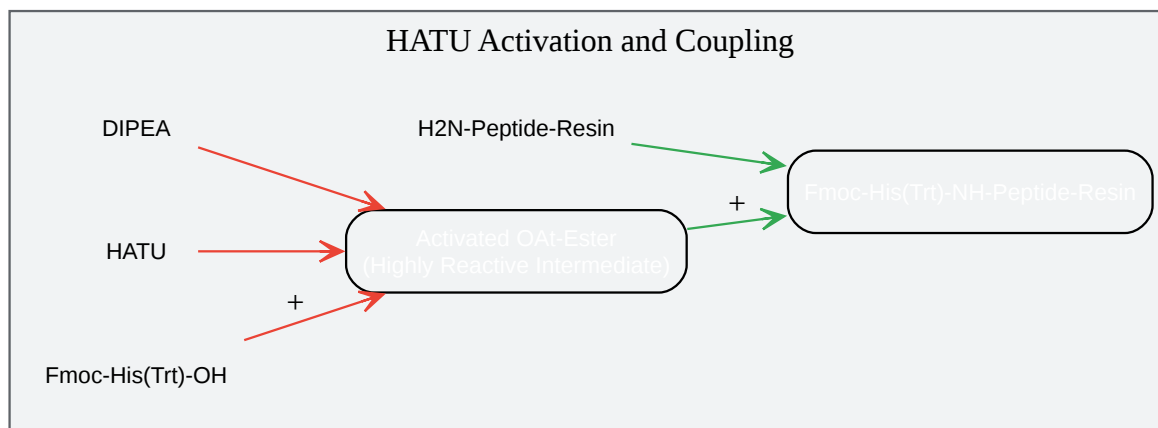 HATU Activation and Coupling
DIPEA
H2N-Peptide-Resin
Fmoc-His(Trt)-NH-Peptide-Resin
+
HATU
Activated OAt-Ester
(Highly Reactive Intermediate)
+
Fmoc-His(Trt)-OH